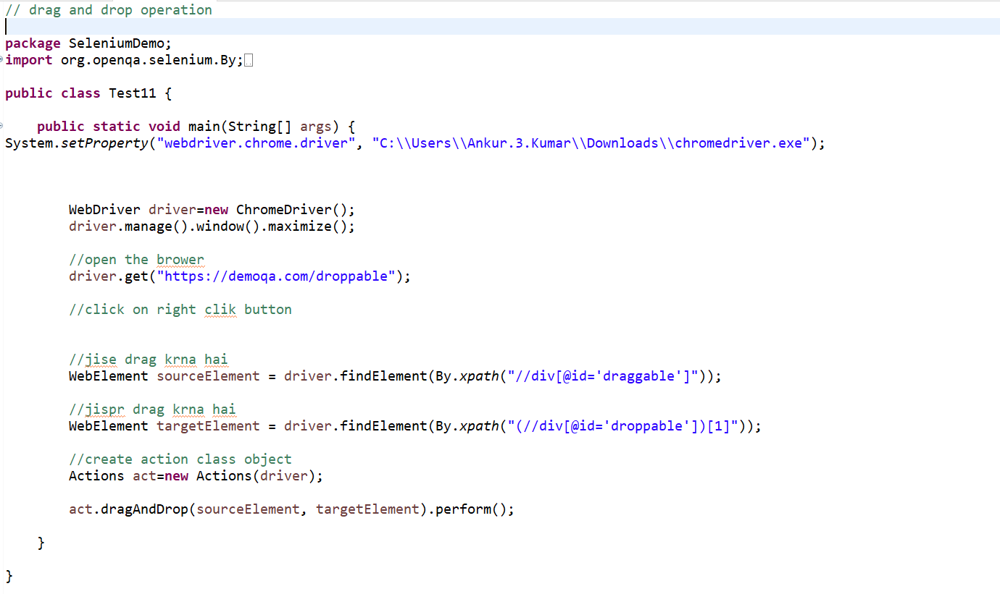 // drag and drop operation
package SeleniumDemo;
import org.openqa.selenium.By;
public class Test11 {
public static void main(String[] args) {
System.setProperty("webdriver.chrome.driver", "C:\\Users\\Ankur.3.Kumar\\Downloads\\chromedriver.exe");
WebDriver driver=new ChromeDriver();
driver.manage().window().maximize();
//open the brower
driver.get("https://demoqa.com/droppable");
//click on right clik button
//jise drag krna hai
WebElement sourceElement = driver.findElement(By.xpath("//div[@id='draggable']"));
//jispr drag krna hai
WebElement targetElement = driver.findElement(By.xpath("(//div[@id='droppable'])[1]"));
//create action class object
Actions act=new Actions(driver);
act.dragAndDrop(sourceElement, targetElement).perform();
}
}